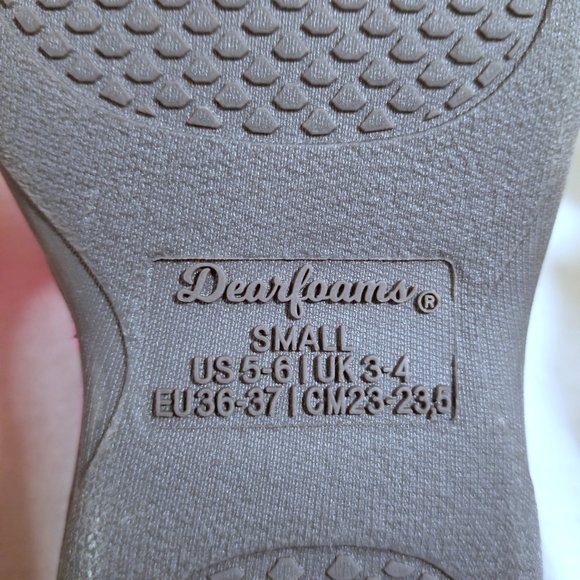 Dearfoams®
SMALL
US 5-6 | UK 3-4
EU 36-37 | CM 23-23,5